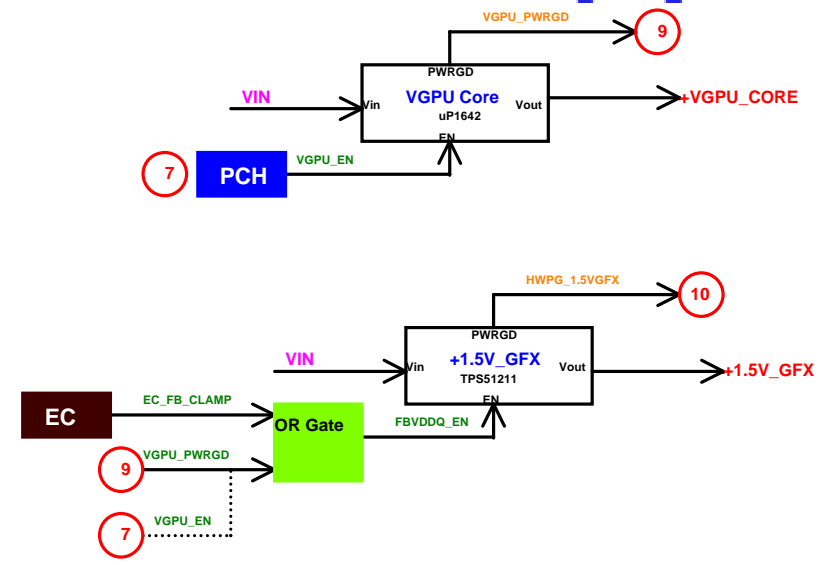 VGPU_PWRGD
9
PWRGD
VIN
Vin
VGPU Core
Vout
+VGPU_CORE
uP1642
EN
7
PCH
VGPU_EN
HWPG_1.5VGFX
10
PWRGD
VIN
Vin
+1.5V_GFX
Vout
+1.5V_GFX
TPS51211
EN
EC
EC_FB_CLAMP
OR Gate
FBVDDQ_EN
9
VGPU_PWRGD
7
VGPU_EN